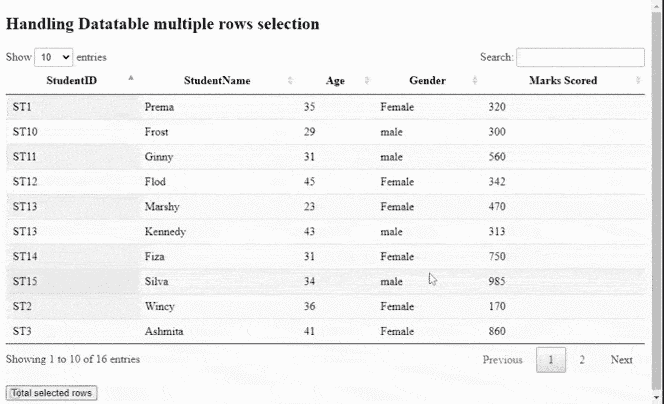 Handling Datatable multiple rows selection
Show 10 entries Search:
StudentID StudentName Age Gender Marks Scored
ST1 Prema 35 Female 320
ST10 Frost 29 male 300
ST11 Ginny 31 male 560
ST12 Flod 45 Female 342
ST13 Marshy 23 Female 470
ST13 Kennedy 43 male 313
ST14 Fiza 31 Female 750
ST15 Silva 34 male 985
ST2 Wincy 36 Female 170
ST3 Ashmita 41 Female 860
Showing 1 to 10 of 16 entries Previous 1 2 Next
Total selected rows